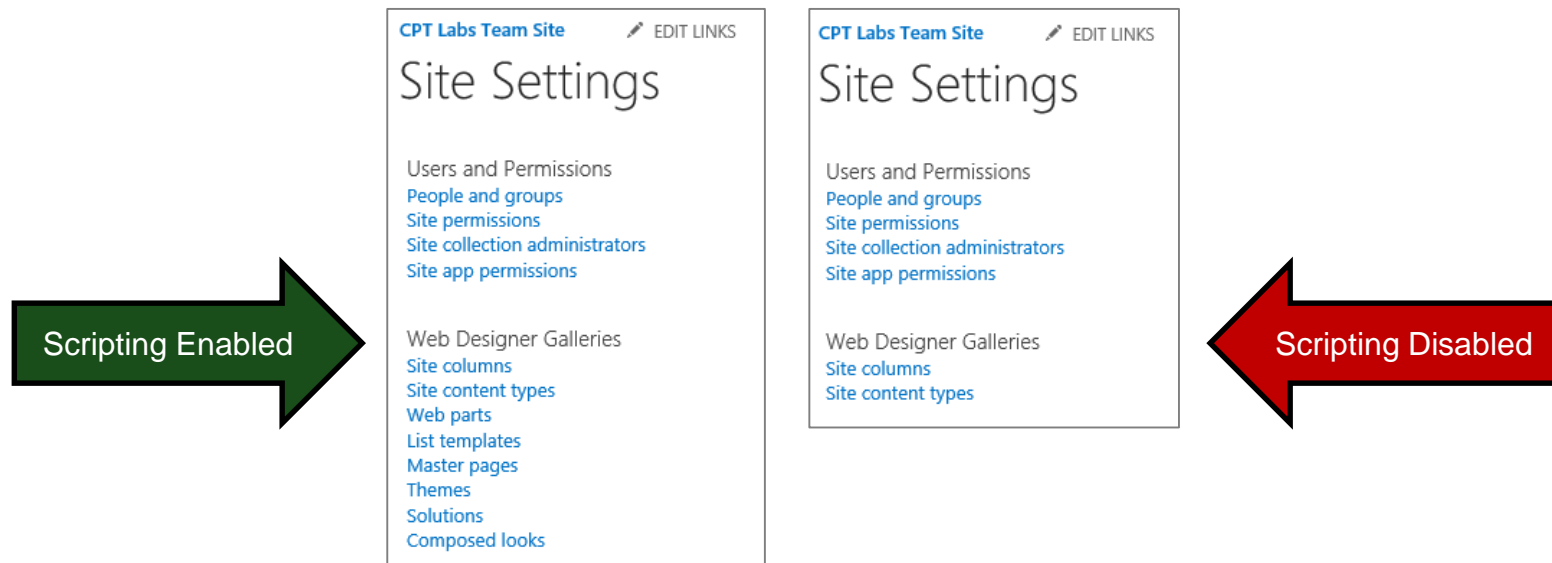 CPT Labs Team Site EDIT LINKS
Site Settings
Users and Permissions
People and groups
Site permissions
Site collection administrators
Site app permissions
Web Designer Galleries
Site columns
Site content types
Web parts
List templates
Master pages
Themes
Solutions
Composed looks
Scripting Enabled
CPT Labs Team Site EDIT LINKS
Site Settings
Users and Permissions
People and groups
Site permissions
Site collection administrators
Site app permissions
Web Designer Galleries
Site columns
Site content types
Scripting Disabled